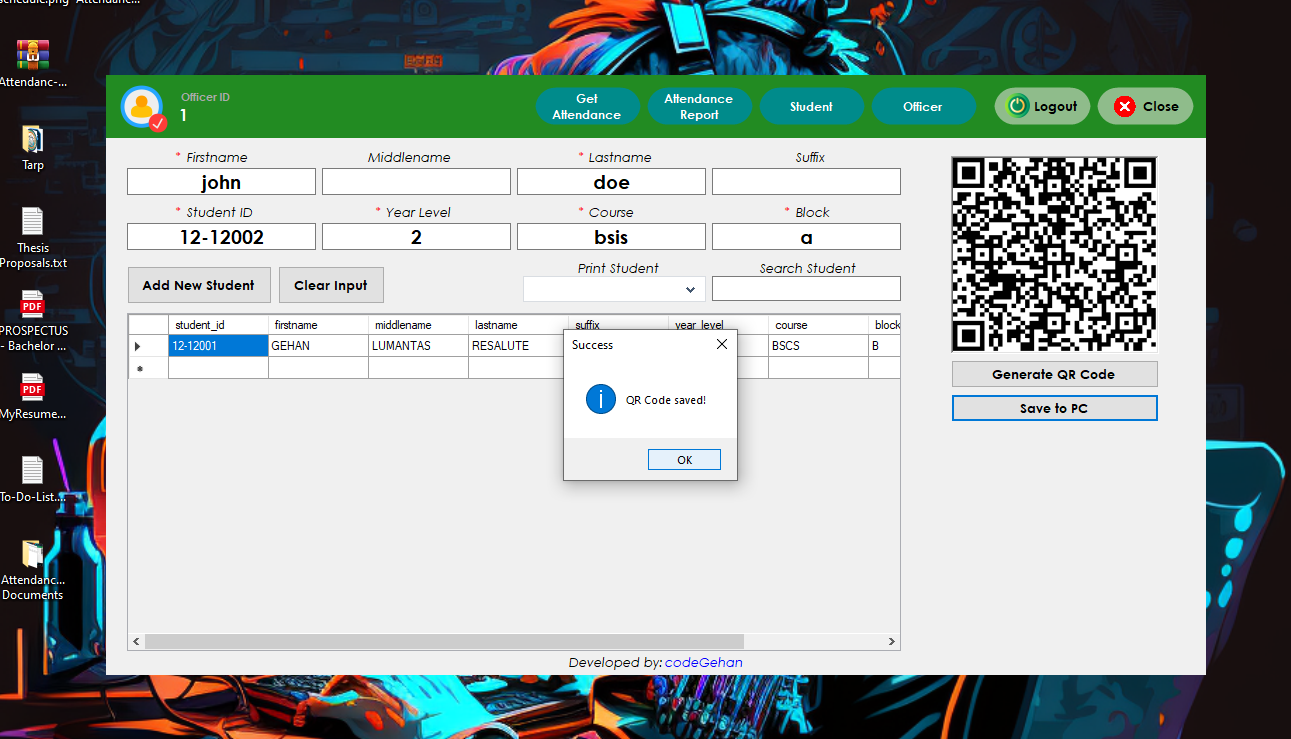 schedule.png Attendanc...
Attendanc-...
Tarp
Thesis
Proposals.txt
PDF
PROSPECTUS
- Bachelor ...
PDF
MyResume...
To-Do-List....
Attendanc...
Documents
Officer ID
1
Get
Attendance
Attendance
Report
Student
Officer
Logout
Close
* Firstname
Middlename
* Lastname
Suffix
john
doe
* Student ID
* Year Level
* Course
* Block
12-12002
2
bsis
a
Add New Student
Clear Input
Print Student
Search Student
student_id firstname middlename lastname suffix year_level course block
12-12001 GEHAN LUMANTAS RESALUTE BSCS B
Success
QR Code saved!
OK
Generate QR Code
Save to PC
Developed by: codeGehan